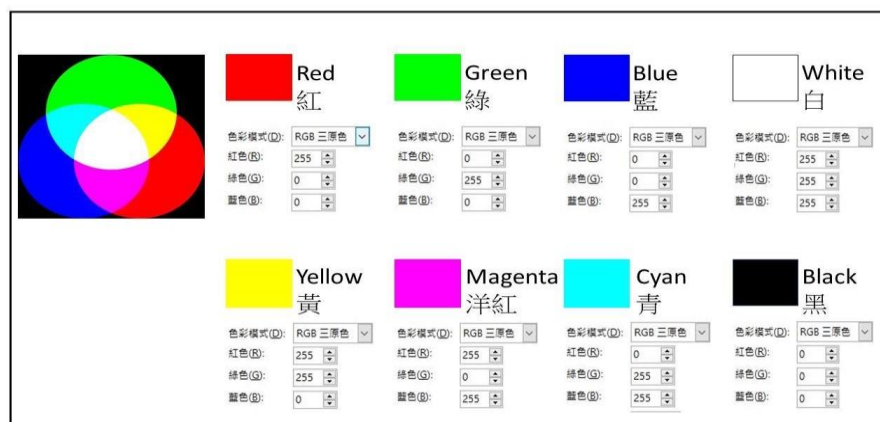 Red
紅
色彩模式(D): RGB 三原色
紅色(R): 255
綠色(G): 0
藍色(B): 0
Green
綠
色彩模式(D): RGB 三原色
紅色(R): 0
綠色(G): 255
藍色(B): 0
Blue
藍
色彩模式(D): RGB 三原色
紅色(R): 0
綠色(G): 0
藍色(B): 255
White
白
色彩模式(D): RGB 三原色
紅色(R): 255
綠色(G): 255
藍色(B): 255
Yellow
黃
色彩模式(D): RGB 三原色
紅色(R): 255
綠色(G): 255
藍色(B): 0
Magenta
洋紅
色彩模式(D): RGB 三原色
紅色(R): 255
綠色(G): 0
藍色(B): 255
Cyan
青
色彩模式(D): RGB 三原色
紅色(R): 0
綠色(G): 255
藍色(B): 255
Black
黑
色彩模式(D): RGB 三原色
紅色(R): 0
綠色(G): 0
藍色(B): 0